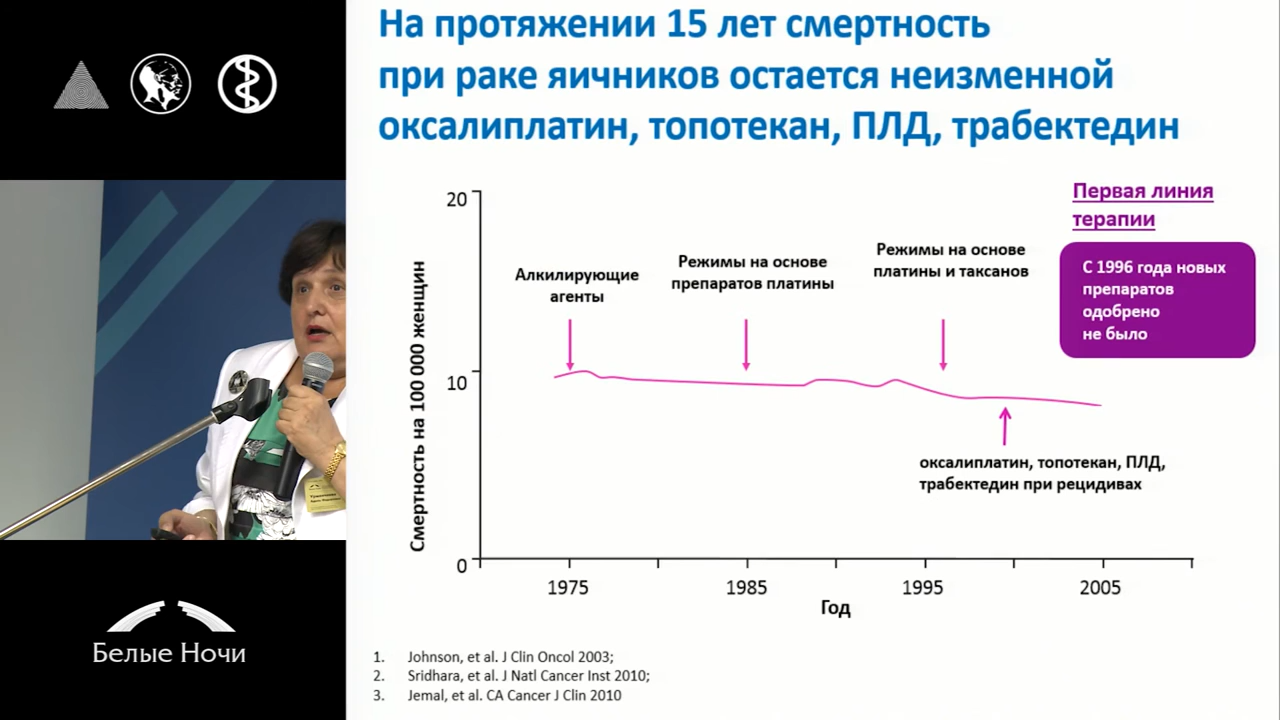 На протяжении 15 лет смертность
при раке яичников остается неизменной
оксалиплатин, топотекан, ПЛД, трабектедин
Первая линия
терапии
С 1996 года новых
препаратов
одобрено
не было
Алкилирующие
агенты
Режимы на основе
препаратов платины
Режимы на основе
платины и таксанов
оксалиплатин, топотекан, ПЛД,
трабектедин при рецидивах
Смертность на 100 000 женщин
20
10
0
1975
1985
1995
2005
Год
1. Johnson, et al. J Clin Oncol 2003;
2. Sridhara, et al. J Natl Cancer Inst 2010;
3. Jemal, et al. CA Cancer J Clin 2010
Белые Ночи